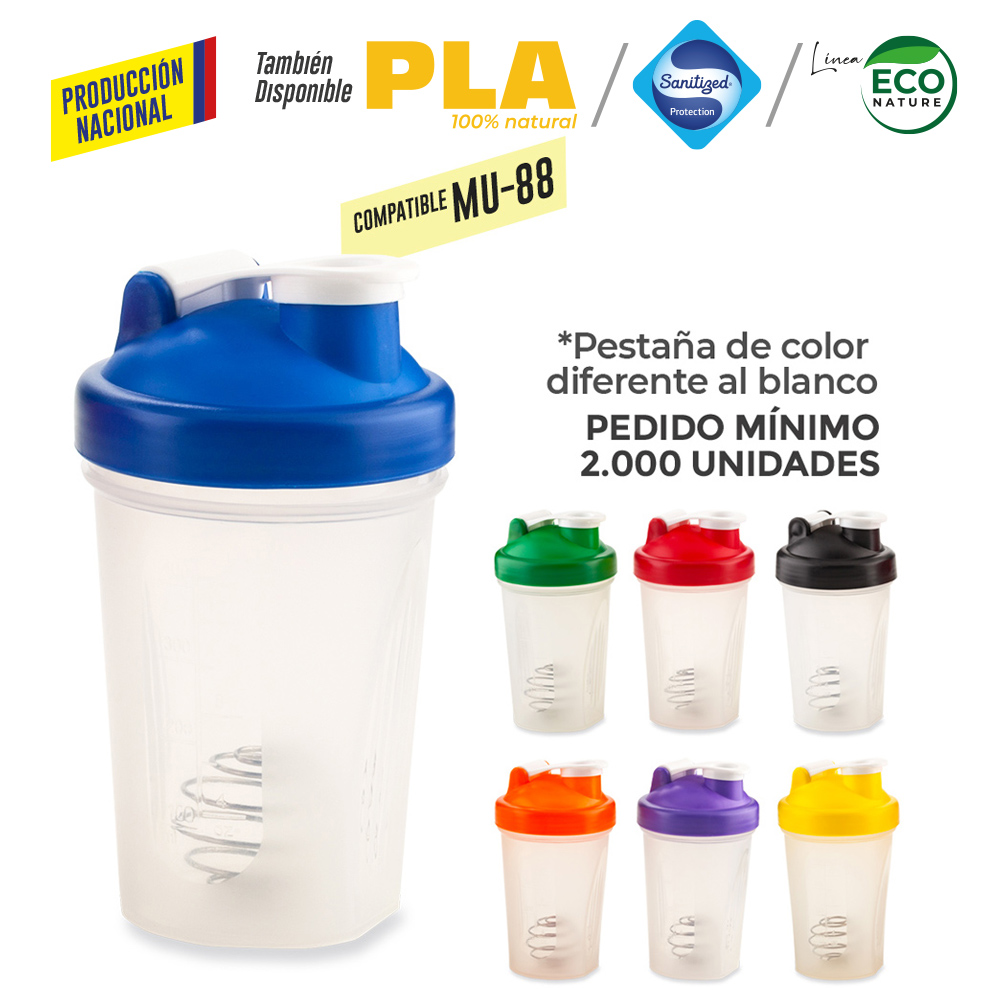 PRODUCCIÓN
NACIONAL
También
Disponible
PLA
100% natural
Sanitized®
Protection
Línea
ECO
NATURE
COMPATIBLE MU-88
*Pestaña de color
diferente al blanco
PEDIDO MÍNIMO
2.000 UNIDADES